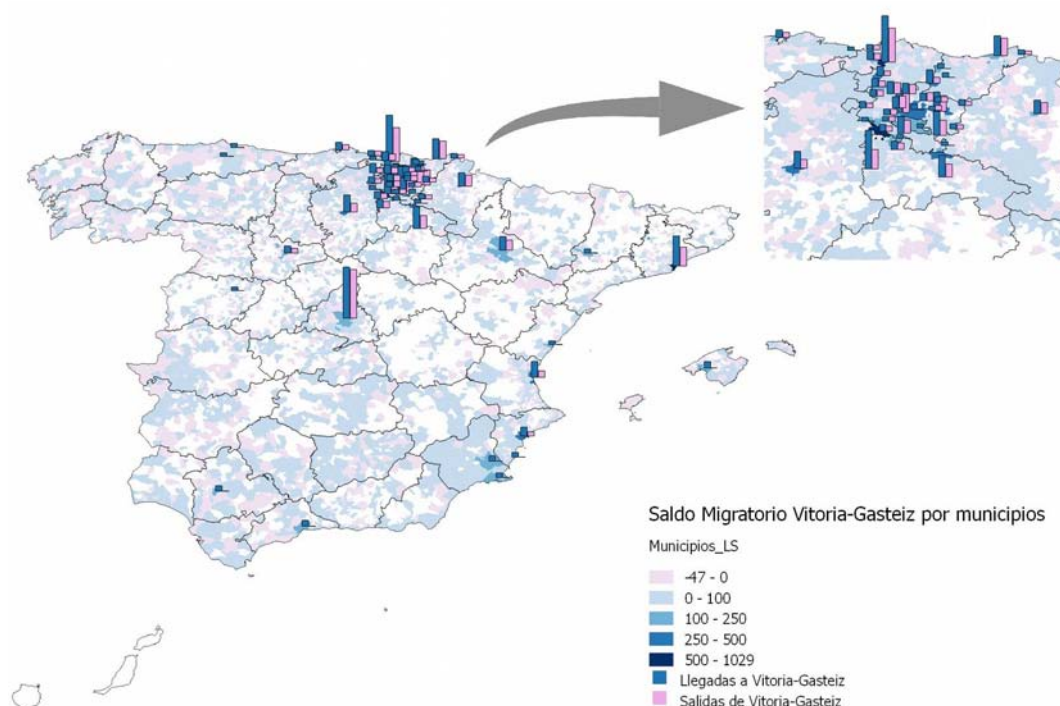 Saldo Migratorio Vitoria-Gasteiz por municipios
Municipios_LS
-47 - 0
0 - 100
100 - 250
250 - 500
500 - 1029
Llegadas a Vitoria-Gasteiz
Salidas de Vitoria-Gasteiz